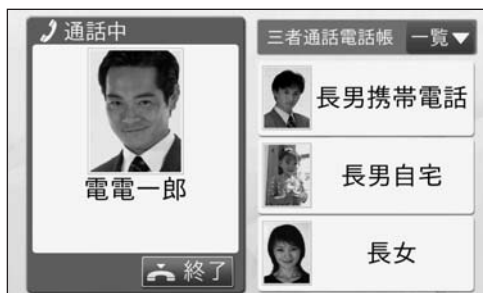 通話中
電電一郎
終了
三者通話電話帳 一覧▼
長男携帯電話
長男自宅
長女